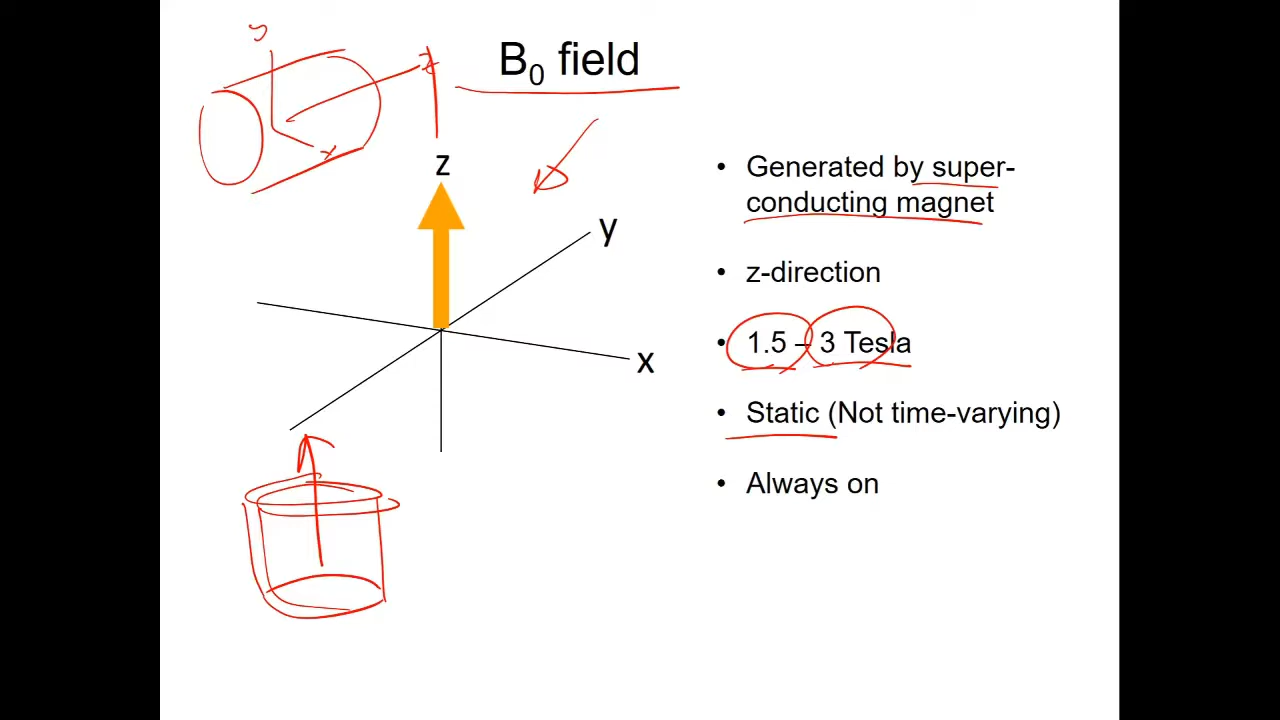 y
z
x
B₀ field
z
y
x
• Generated by super-
conducting magnet
• z-direction
• 1.5 – 3 Tesla
• Static (Not time-varying)
• Always on